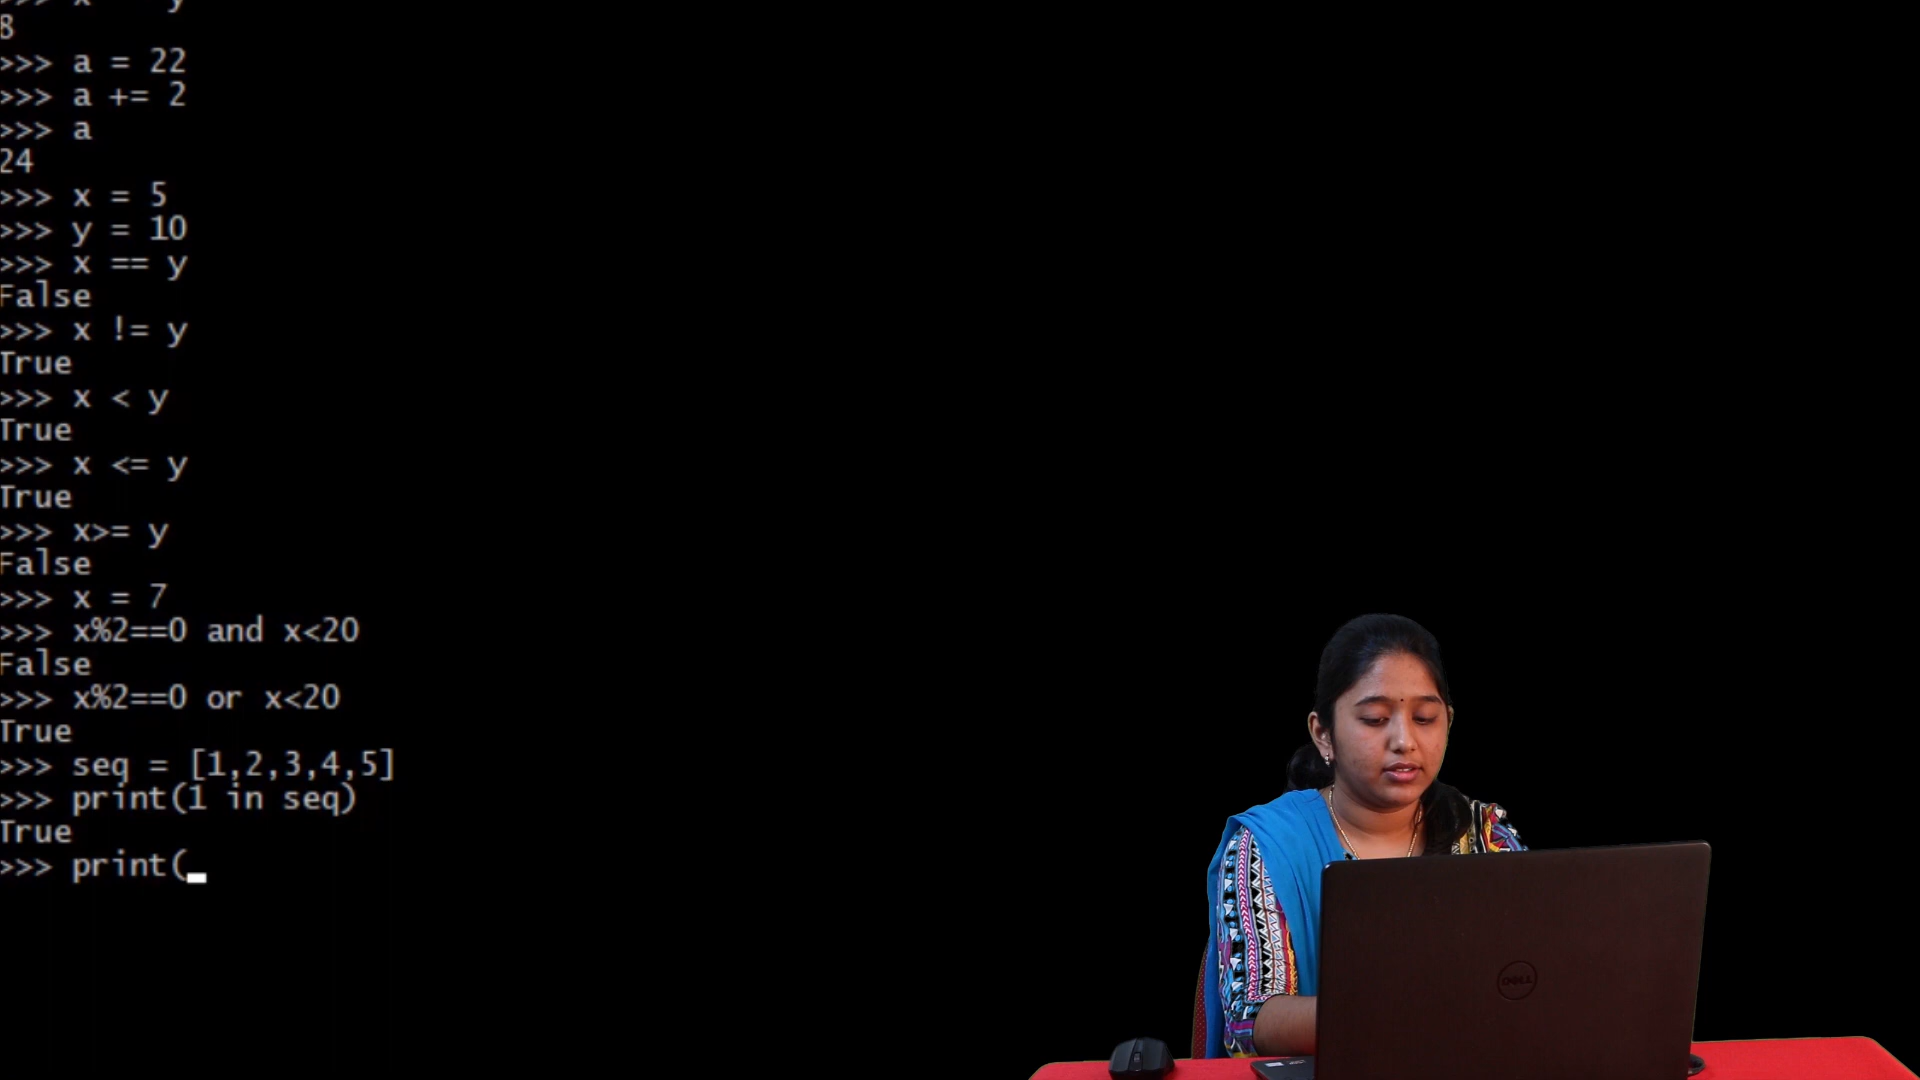 >>> x   y
8
>>> a = 22
>>> a += 2
>>> a
24
>>> x = 5
>>> y = 10
>>> x == y
False
>>> x != y
True
>>> x < y
True
>>> x <= y
True
>>> x>= y
False
>>> x = 7
>>> x%2==0 and x<20
False
>>> x%2==0 or x<20
True
>>> seq = [1,2,3,4,5]
>>> print(1 in seq)
True
>>> print(
DELL